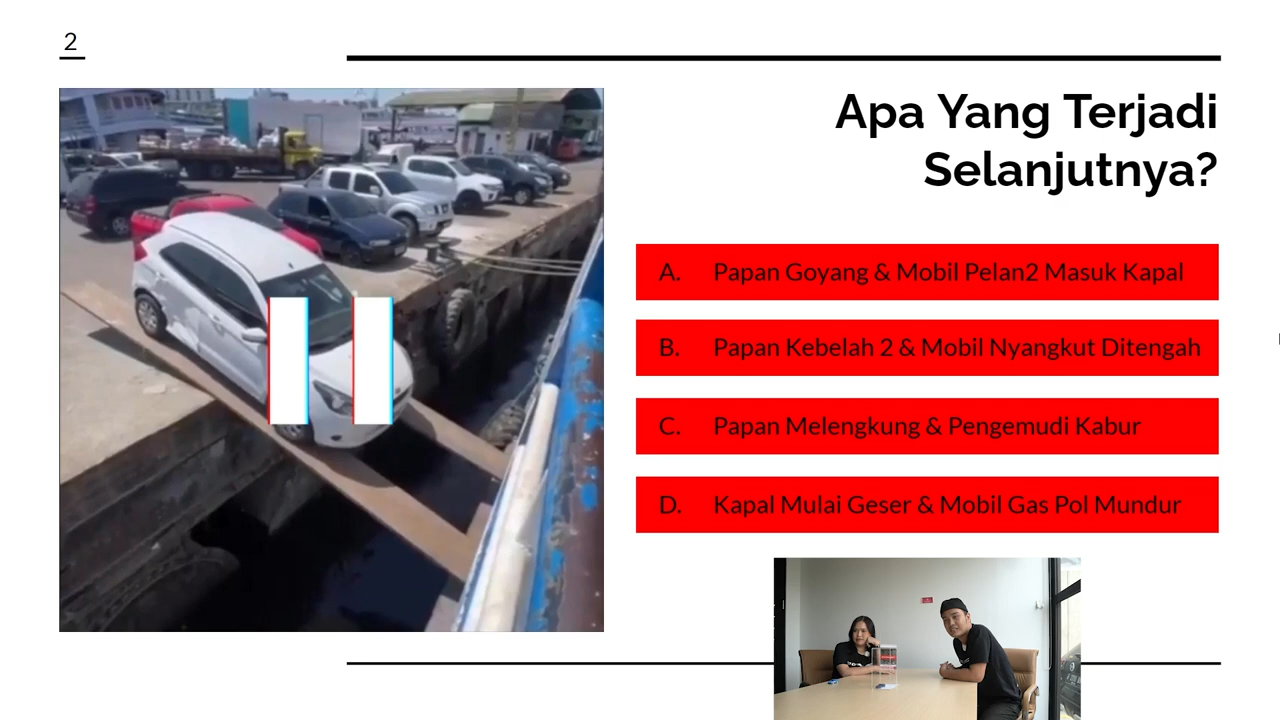 2
Apa Yang Terjadi
Selanjutnya?
A. Papan Goyang & Mobil Pelan2 Masuk Kapal
B. Papan Kebelah 2 & Mobil Nyangkut Ditengah
C. Papan Melengkung & Pengemudi Kabur
D. Kapal Mulai Geser & Mobil Gas Pol Mundur